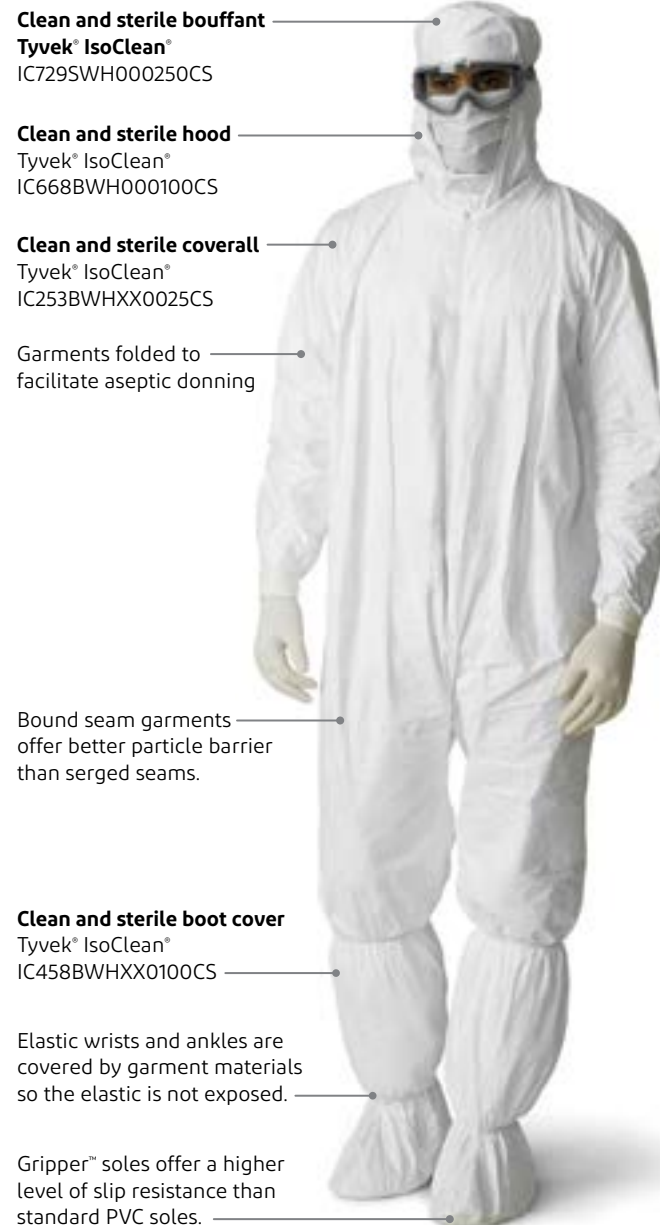 Clean and sterile bouffant
Tyvek® IsoClean®
IC729SWH000250CS
Clean and sterile hood
Tyvek® IsoClean®
IC668BWH000100CS
Clean and sterile coverall
Tyvek® IsoClean®
IC253BWHXX0025CS
Garments folded to
facilitate aseptic donning
Bound seam garments
offer better particle barrier
than serged seams.
Clean and sterile boot cover
Tyvek® IsoClean®
IC458BWHXX0100CS
Elastic wrists and ankles are
covered by garment materials
so the elastic is not exposed.
Gripper™ soles offer a higher
level of slip resistance than
standard PVC soles.